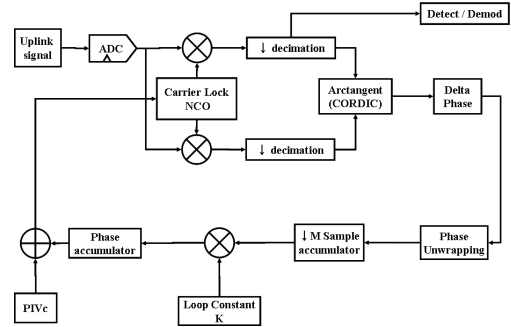 Detect / Demod
Uplink
signal
ADC
↓ decimation
Carrier Lock
NCO
Arctangent
(CORDIC)
Delta
Phase
↓ decimation
Phase
accumulator
↓ M Sample
accumulator
Phase
Unwrapping
PIVc
Loop Constant
K